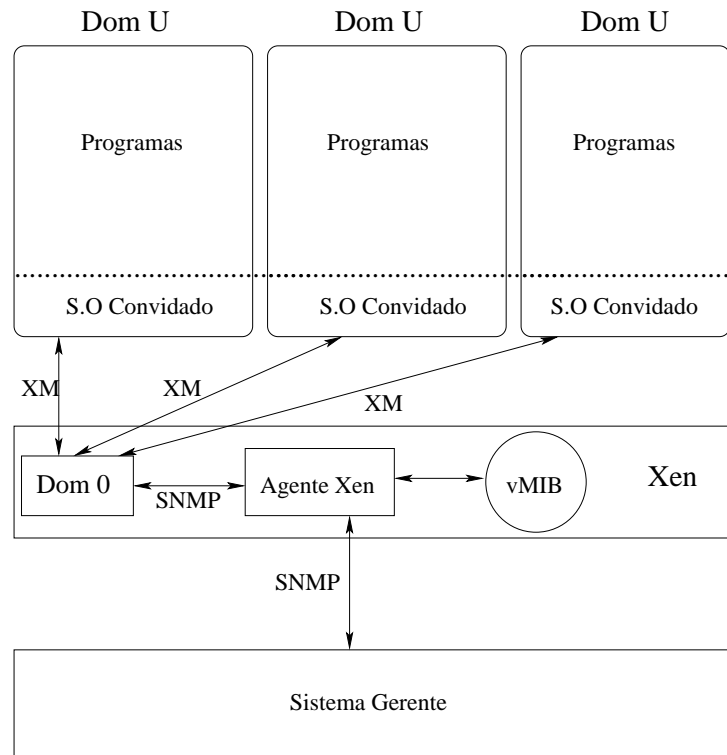 Dom U
Dom U
Dom U
Programas
Programas
Programas
S.O Convidado
S.O Convidado
S.O Convidado
XM
XM
XM
Dom 0
SNMP
Agente Xen
vMIB
Xen
SNMP
Sistema Gerente